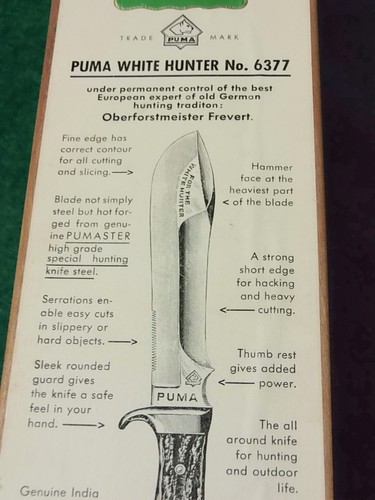 TRADE PUMA MARK
PUMA WHITE HUNTER No. 6377
under permanent control of the best
European expert of old German
hunting traditon:
Oberforstmeister Frevert.
Fine edge has
correct contour
for all cutting
and slicing.
Hammer
face at the
heaviest part
of the blade
FOR THE
WHITE HUNTER
Blade not simply
steel but hot for-
ged from genu-
ine PUMASTER
high grade
special hunting
knife steel.
A strong
short edge
for hacking
and heavy
cutting.
Serrations en-
able easy cuts
in slippery or
hard objects.
Thumb rest
gives added
power.
Sleek rounded
guard gives
the knife a safe
feel in your
hand.
PUMA
The all
around knife
for hunting
and outdoor
life.
Genuine India